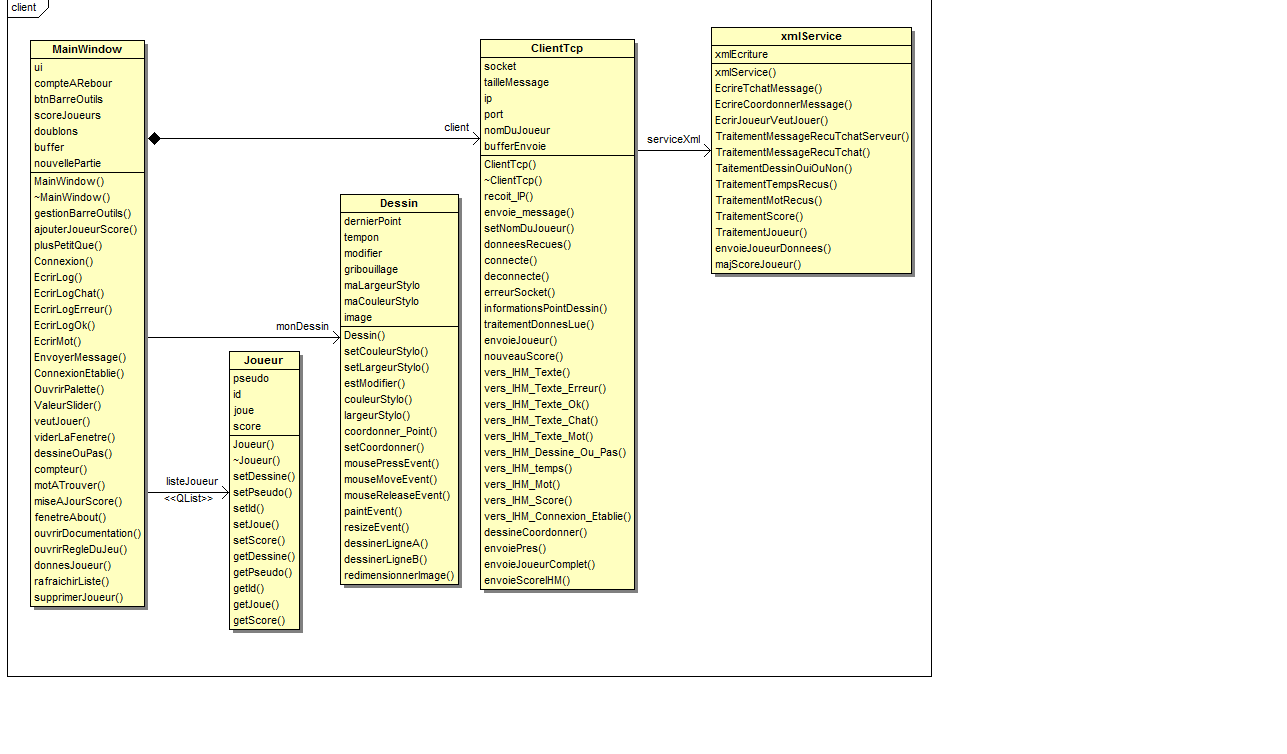 client
MainWindow
ui
compteARebour
btnBarreOutils
scoreJoueurs
doublons
buffer
nouvellePartie
MainWindow()
~MainWindow()
gestionBarreOutils()
ajouterJoueurScore()
plusPetitQue()
Connexion()
EcrirLog()
EcrirLogChat()
EcrirLogErreur()
EcrirLogOk()
EcrirMot()
EnvoyerMessage()
ConnexionEtablie()
OuvrirPalette()
ValeurSlider()
veutJouer()
viderLaFenetre()
dessineOuPas()
compteur()
motATrouver()
miseAJourScore()
fenetreAbout()
ouvrirDocumentation()
ouvrirRegleDuJeu()
donnesJoueur()
rafraichirListe()
supprimerJoueur()
client
monDessin
listeJoueur
<<QList>>
Joueur
pseudo
id
joue
score
Joueur()
~Joueur()
setDessine()
setPseudo()
setId()
setJoue()
setScore()
getDessine()
getPseudo()
getId()
getJoue()
getScore()
Dessin
dernierPoint
tempon
modifier
gribouillage
maLargeurStylo
maCouleurStylo
image
Dessin()
setCouleurStylo()
setLargeurStylo()
estModifier()
couleurStylo()
largeurStylo()
coordonner_Point()
setCoordonner()
mousePressEvent()
mouseMoveEvent()
mouseReleaseEvent()
paintEvent()
resizeEvent()
dessinerLigneA()
dessinerLigneB()
redimensionnerImage()
ClientTcp
socket
tailleMessage
ip
port
nomDuJoueur
bufferEnvoie
ClientTcp()
~ClientTcp()
recoit_IP()
envoie_message()
setNomDuJoueur()
donneesRecues()
connecte()
deconnecte()
erreurSocket()
informationsPointDessin()
traitementDonnesLue()
envoieJoueur()
nouveauScore()
vers_IHM_Texte()
vers_IHM_Texte_Erreur()
vers_IHM_Texte_Ok()
vers_IHM_Texte_Chat()
vers_IHM_Texte_Mot()
vers_IHM_Dessine_Ou_Pas()
vers_IHM_temps()
vers_IHM_Mot()
vers_IHM_Score()
vers_IHM_Connexion_Etablie()
dessineCoordonner()
envoiePres()
envoieJoueurComplet()
envoieScoreIHM()
serviceXml
xmlService
xmlEcriture
xmlService()
EcrireTchatMessage()
EcrireCoordonnerMessage()
EcrirJoueurVeutJouer()
TraitementMessageRecuTchatServeur()
TraitementMessageRecuTchat()
TaitementDessinOuiOuNon()
TraitementTempsRecus()
TraitementMotRecus()
TraitementScore()
TraitementJoueur()
envoieJoueurDonnees()
majScoreJoueur()